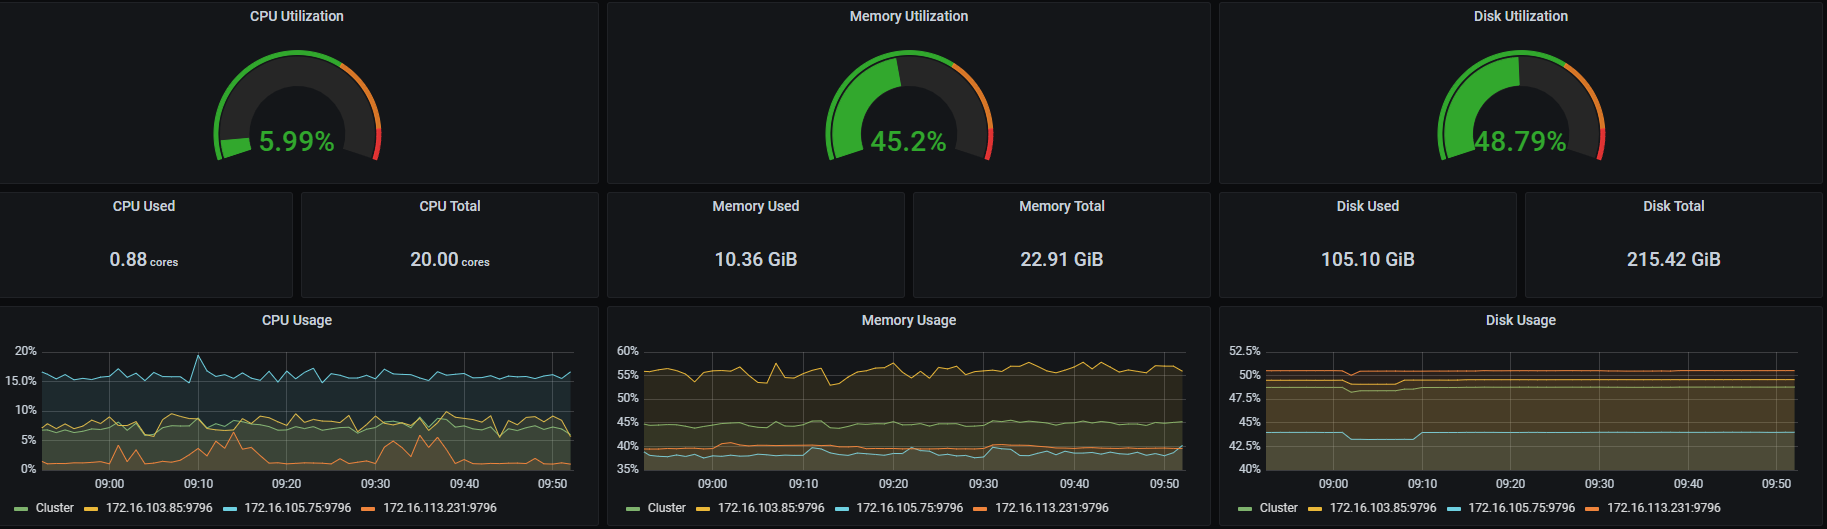 CPU Utilization
Memory Utilization
Disk Utilization
5.99%
45.2%
48.79%
CPU Used
CPU Total
Memory Used
Memory Total
Disk Used
Disk Total
0.88 cores
20.00 cores
10.36 GiB
22.91 GiB
105.10 GiB
215.42 GiB
CPU Usage
20%
15.0%
10%
5%
0%
09:00 09:10 09:20 09:30 09:40 09:50
Cluster 172.16.103.85:9796 172.16.105.75:9796 172.16.113.231:9796
Memory Usage
60%
55%
50%
45%
40%
35%
09:00 09:10 09:20 09:30 09:40 09:50
Cluster 172.16.103.85:9796 172.16.105.75:9796 172.16.113.231:9796
Disk Usage
52.5%
50%
47.5%
45%
42.5%
40%
09:00 09:10 09:20 09:30 09:40 09:50
Cluster 172.16.103.85:9796 172.16.105.75:9796 172.16.113.231:9796